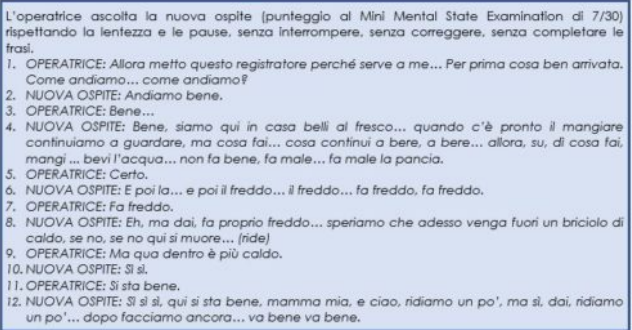 L'operatrice ascolta la nuova ospite (punteggio al Mini Mental State Examination di 7/30)
rispettando la lentezza e le pause, senza interrompere, senza correggere, senza completare le
frasi.
1. OPERATRICE: Allora metto questo registratore perché serve a me... Per prima cosa ben arrivata.
Come andiamo... come andiamo?
2. NUOVA OSPITE: Andiamo bene.
3. OPERATRICE: Bene...
4. NUOVA OSPITE: Bene, siamo qui in casa belli al fresco... quando c'è pronto il mangiare
continuiamo a guardare, ma cosa fai... cosa continui a bere, a bere... allora, su, dì cosa fai,
mangi ... bevi l'acqua... non fa bene, fa male... fa male la pancia.
5. OPERATRICE: Certo.
6. NUOVA OSPITE: E poi la... e poi il freddo... il freddo... fa freddo, fa freddo.
7. OPERATRICE: Fa freddo.
8. NUOVA OSPITE: Eh, ma dai, fa proprio freddo... speriamo che adesso venga fuori un briciolo di
caldo, se no, se no qui si muore... (ride)
9. OPERATRICE: Ma qua dentro è più caldo.
10. NUOVA OSPITE: Sì sì.
11. OPERATRICE: Si sta bene.
12. NUOVA OSPITE: Sì sì sì, qui si sta bene, mamma mia, e ciao, ridiamo un po', ma sì, dai, ridiamo
un po'... dopo facciamo ancora... va bene va bene.